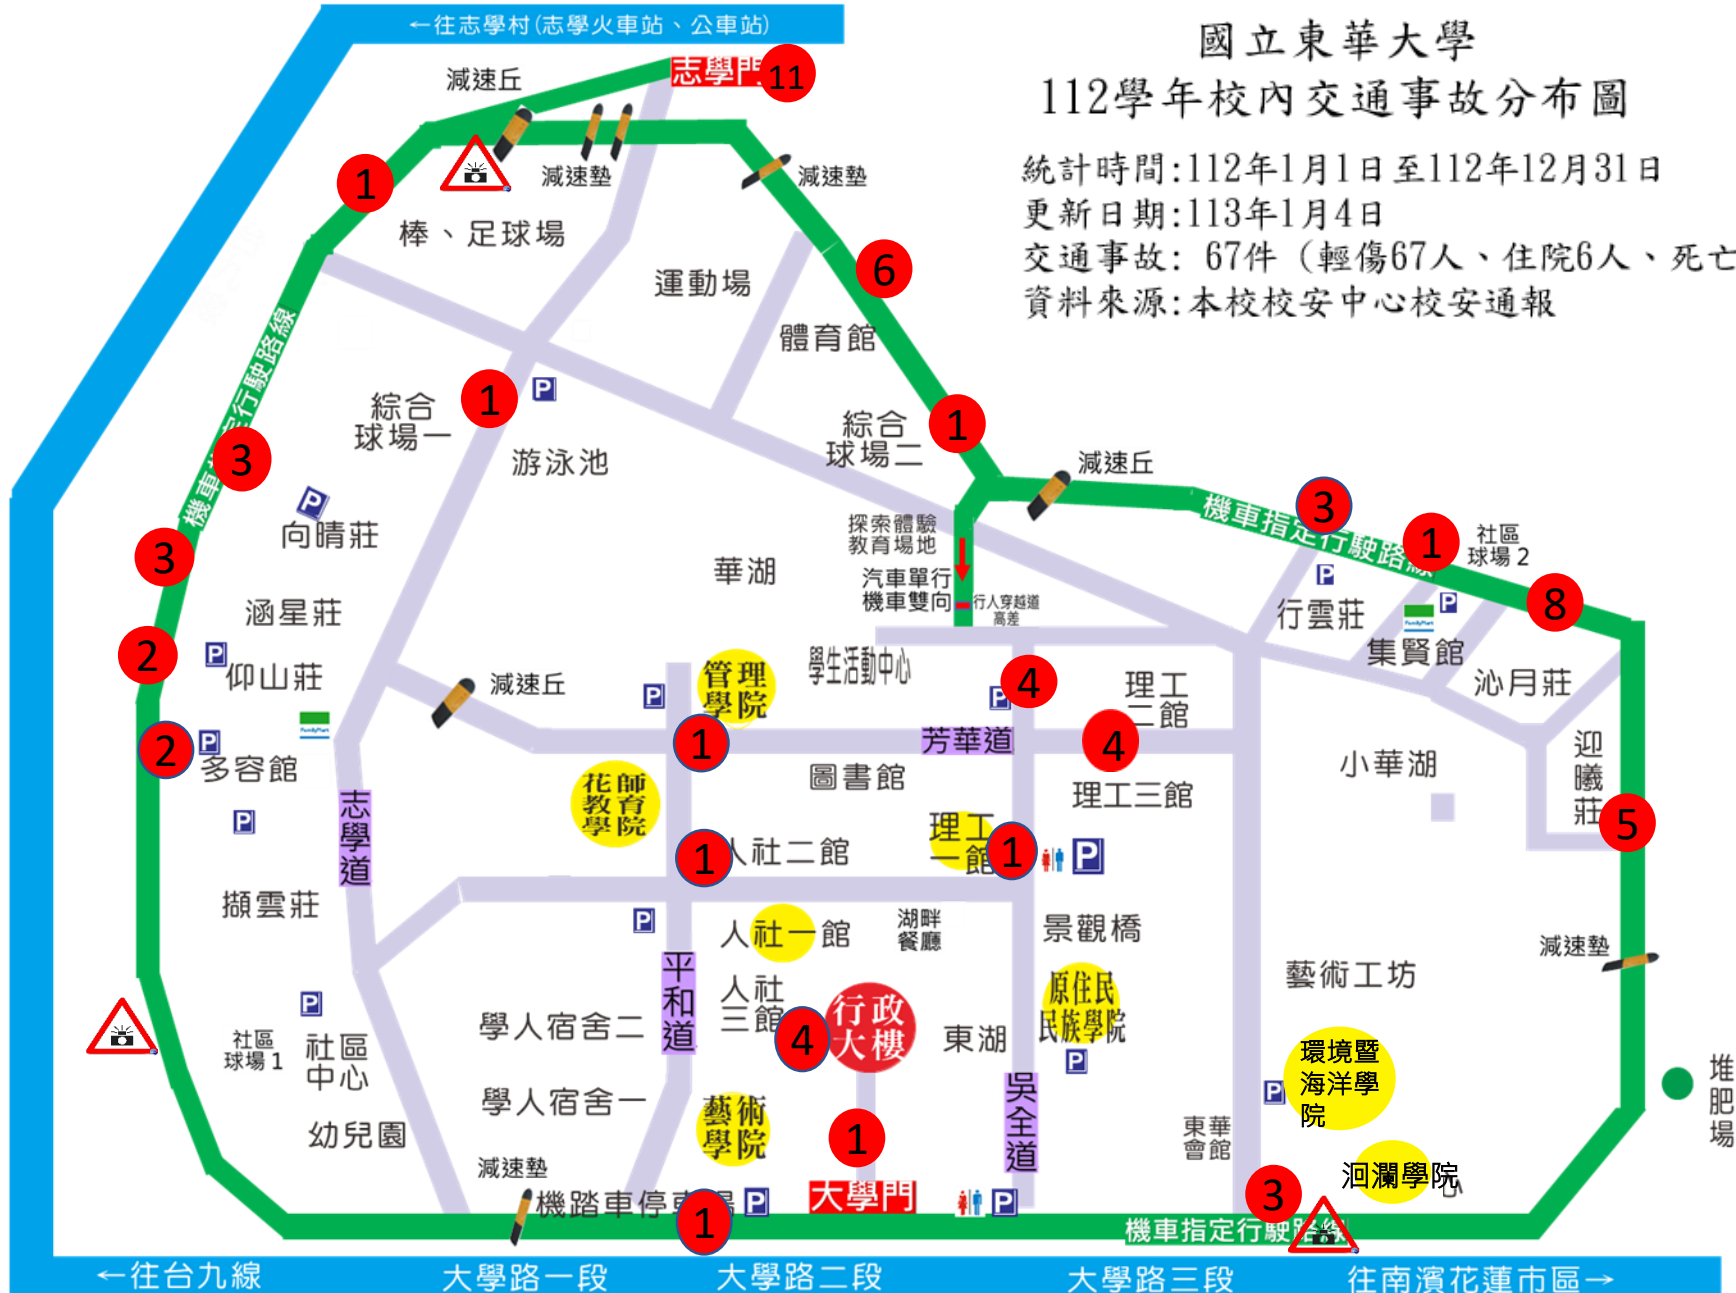 ←往志學村(志學火車站、公車站)
國立東華大學
112學年校內交通事故分布圖
統計時間:112年1月1日至112年12月31日
更新日期:113年1月4日
交通事故: 67件（輕傷67人、住院6人、死亡
資料來源:本校校安中心校安通報
志學門
11
減速丘
減速墊
減速墊
1
棒、足球場
6
運動場
體育館
機車指定行駛路線
綜合
球場一
1
P
綜合
球場二
1
3
游泳池
減速丘
P
向晴莊
機車指定行駛路線
3
1
社區
球場2
探索體驗
教育場地
3
華湖
汽車單行
機車雙向
行人穿越道
高差
P
P
8
涵星莊
行雲莊
FamilyMart
集賢館
2
P
仰山莊
減速丘
P
管理
學院
學生活動中心
P
4
理工
二館
沁月莊
FamilyMart
2
P
多容館
1
芳華道
4
小華湖
迎曦莊
花師
教育
學院
圖書館
理工三館
志學道
P
5
1
人社二館
理工
一館
1
P
擷雲莊
P
人社一館
湖畔
餐廳
景觀橋
減速墊
平和道
人社
三館
藝術工坊
P
原住民
民族學院
學人宿舍二
4
行政
大樓
東湖
社區
球場1
社區
中心
P
環境暨
海洋學
院
P
堆肥場
學人宿舍一
藝術
學院
吳全道
幼兒園
1
東華
會館
減速墊
洄瀾學院
機踏車停車場
P
大學門
P
3
1
機車指定行駛路線
←往台九線
大學路一段
大學路二段
大學路三段
往南濱花蓮市區→